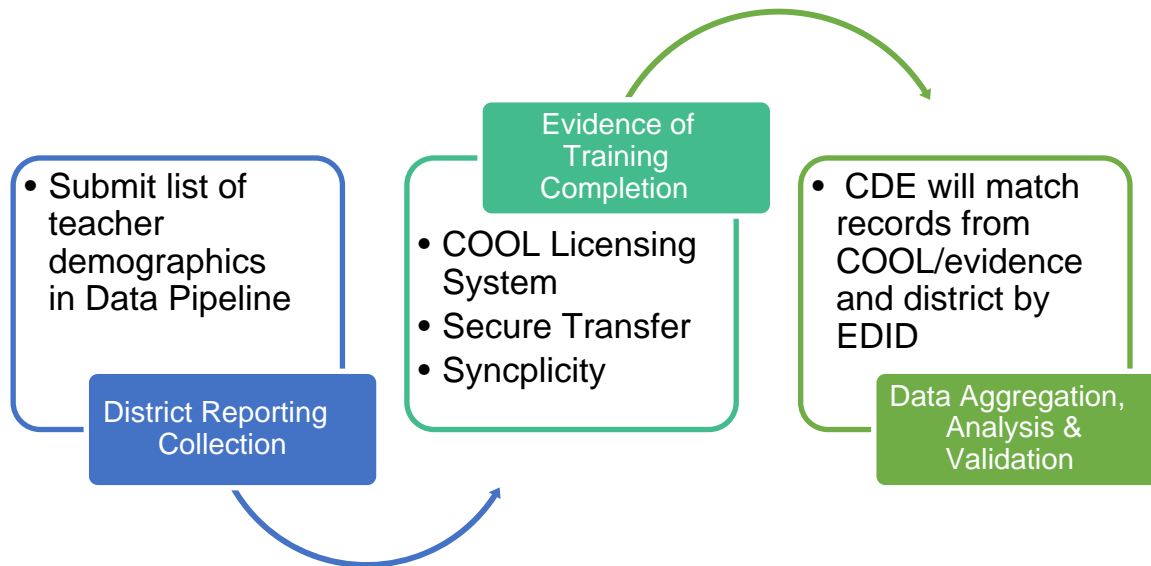 • Submit list of
teacher
demographics
in Data Pipeline
District Reporting
Collection
Evidence of
Training
Completion
• COOL Licensing
System
• Secure Transfer
• Syncplicity
• CDE will match
records from
COOL/evidence
and district by
EDID
Data Aggregation,
Analysis &
Validation